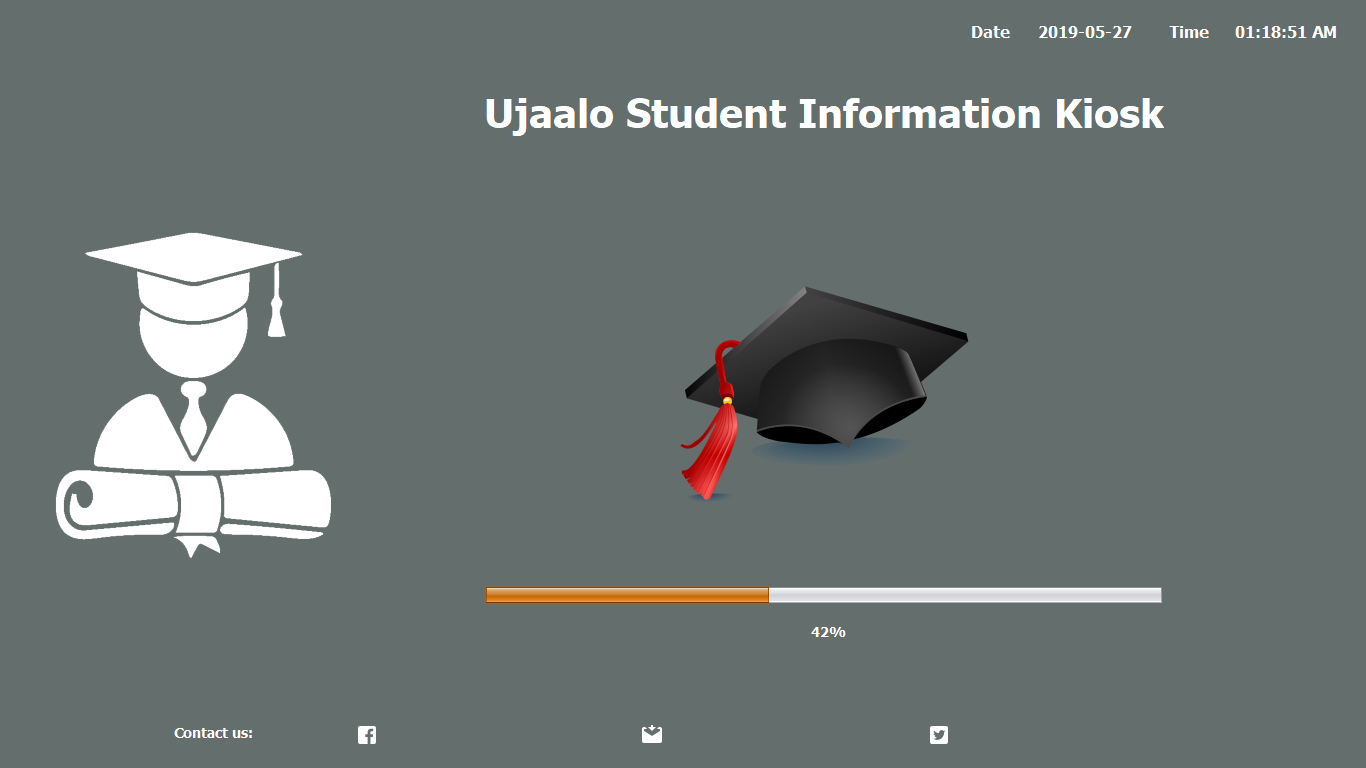 Date 2019-05-27 Time 01:18:51 AM
Ujaalo Student Information Kiosk
42%
Contact us: